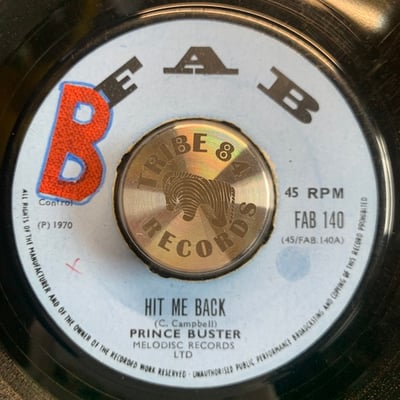 FAB
B
TRIBE 84
RECORDS
Control
(P) 1970
45 RPM
FAB 140
(45/FAB.140A)
HIT ME BACK
(C. Campbell)
PRINCE BUSTER
MELODISC RECORDS
LTD
ALL RIGHTS OF THE MANUFACTURER AND OF THE OWNER OF THE RECORDED WORK RESERVED · UNAUTHORISED PUBLIC PERFORMANCE BROADCASTING AND COPYING OF THIS RECORD PROHIBITED